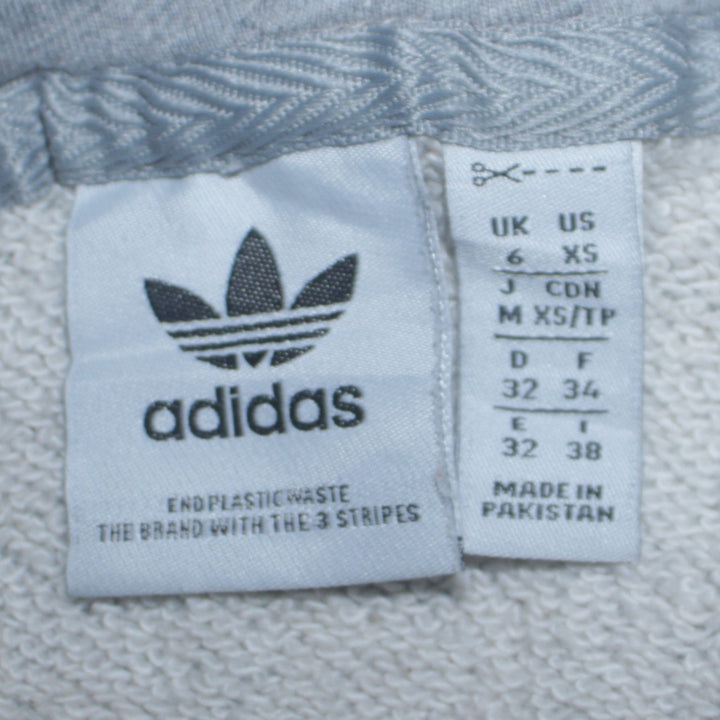 adidas
END PLASTIC WASTE
THE BRAND WITH THE 3 STRIPES
UK US
6 XS
J CDN
M XS/TP
D F
32 34
E I
32 38
MADE IN
PAKISTAN